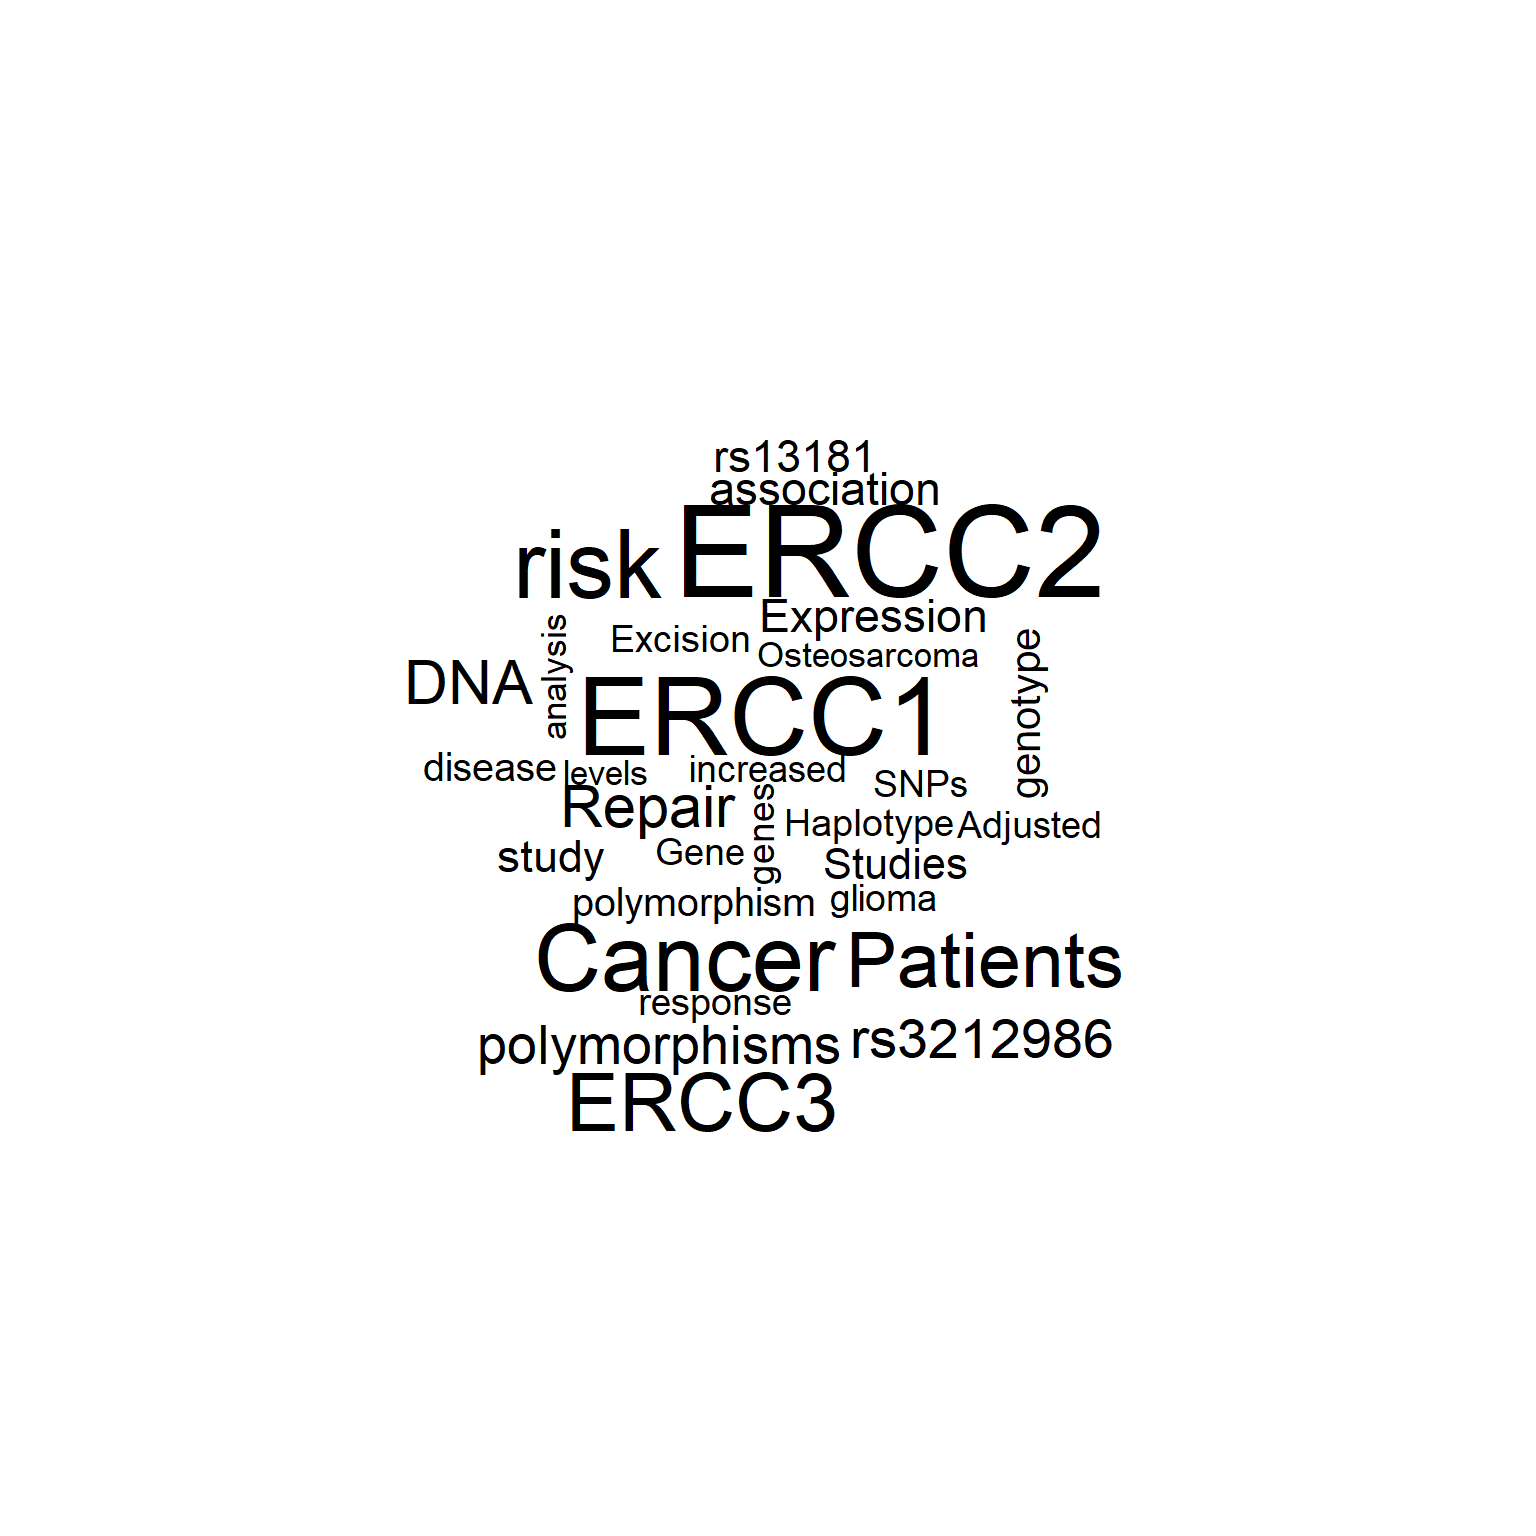 rs13181
association
risk ERCC2
Expression
Excision
Osteosarcoma
analysis
genotype
DNA
ERCC1
disease levels increased SNPs
Repair
genes
Haplotype Adjusted
study Gene Studies
polymorphism glioma
Cancer Patients
response
polymorphisms rs3212986
ERCC3